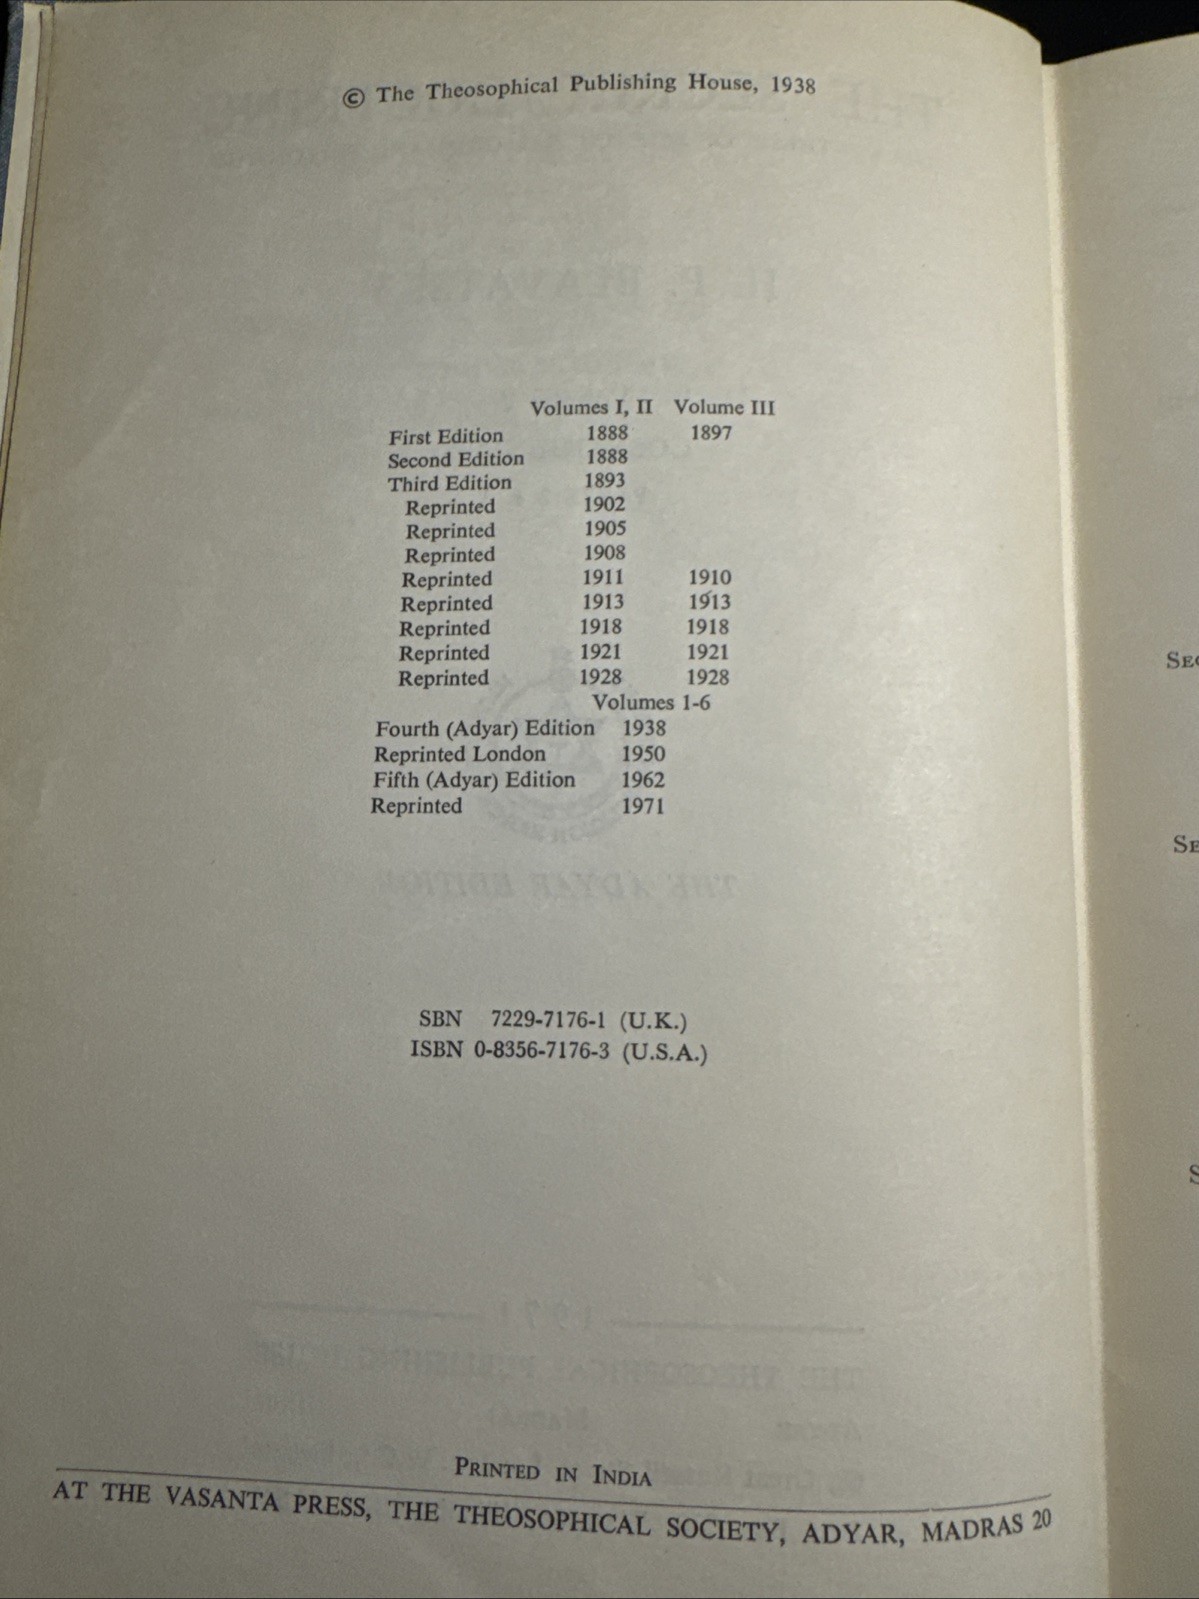 © The Theosophical Publishing House, 1938
Volumes I, II Volume III
First Edition 1888 1897
Second Edition 1888
Third Edition 1893
Reprinted 1902
Reprinted 1905
Reprinted 1908
Reprinted 1911 1910
Reprinted 1913 1913
Reprinted 1918 1918
Reprinted 1921 1921
Reprinted 1928 1928
Volumes 1-6
Fourth (Adyar) Edition 1938
Reprinted London 1950
Fifth (Adyar) Edition 1962
Reprinted 1971
SBN 7229-7176-1 (U.K.)
ISBN 0-8356-7176-3 (U.S.A.)
PRINTED IN INDIA
AT THE VASANTA PRESS, THE THEOSOPHICAL SOCIETY, ADYAR, MADRAS 20